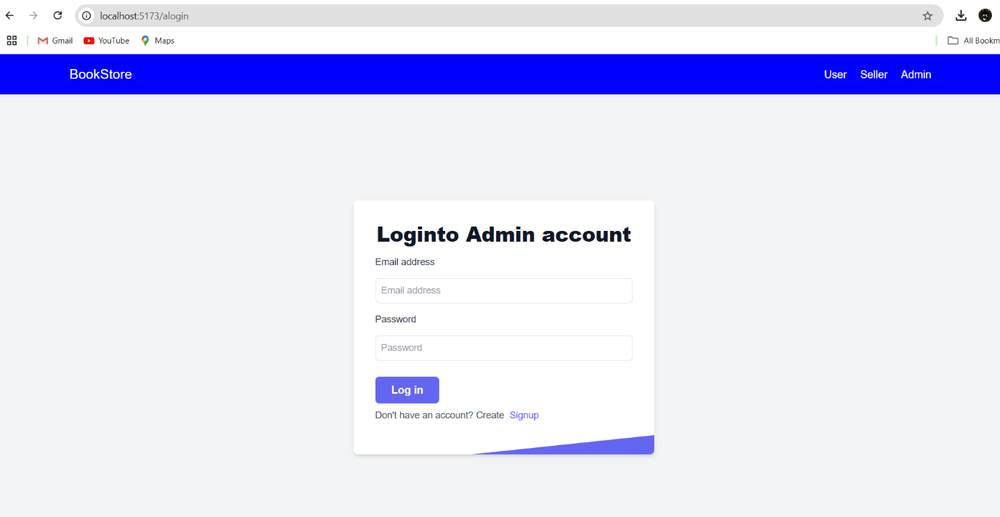 localhost:5173/alogin
Gmail YouTube Maps All Bookm
BookStore User Seller Admin
Loginto Admin account
Email address
Email address
Password
Password
Log in
Don't have an account? Create Signup